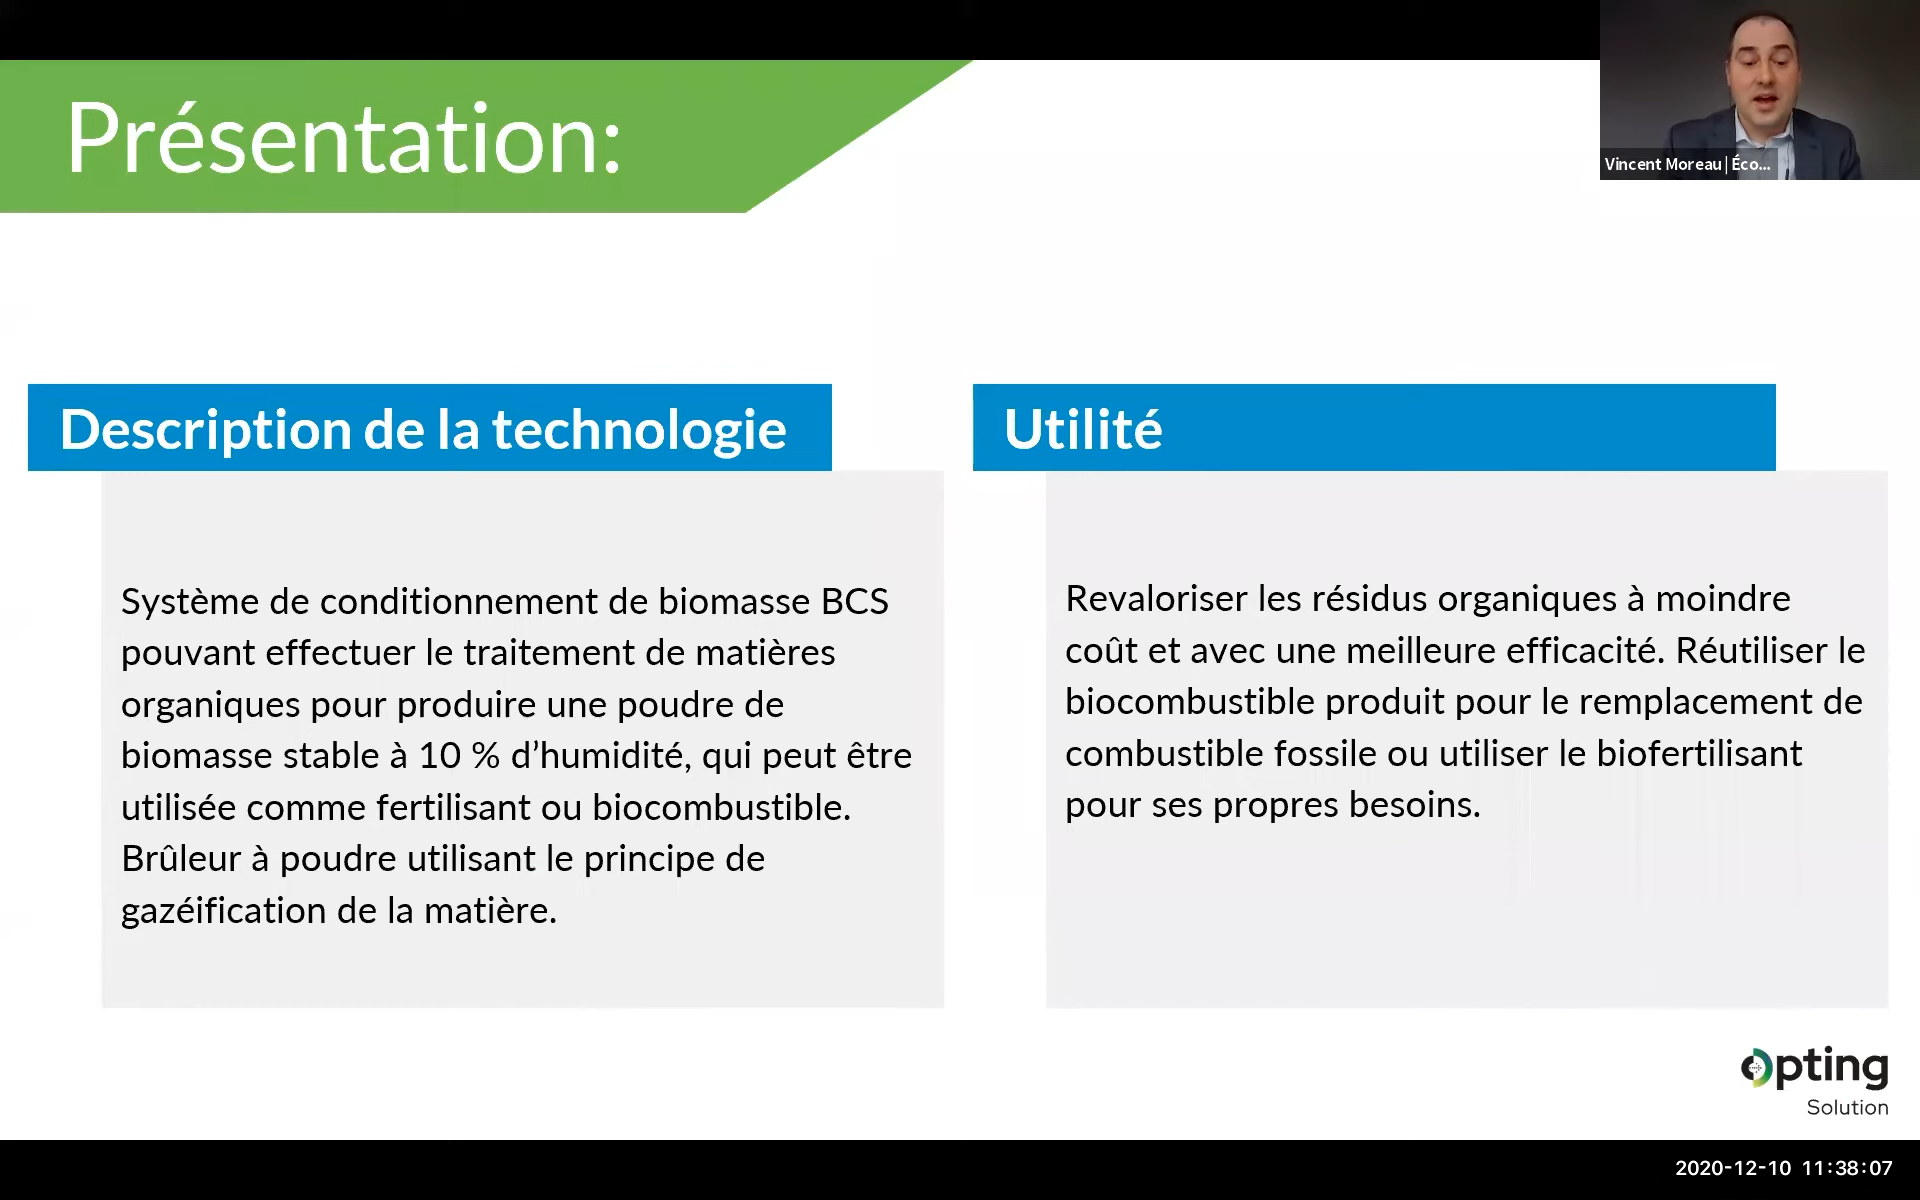 Présentation:
Vincent Moreau | Éco...
Description de la technologie
Système de conditionnement de biomasse BCS
pouvant effectuer le traitement de matières
organiques pour produire une poudre de
biomasse stable à 10 % d’humidité, qui peut être
utilisée comme fertilisant ou biocombustible.
Brûleur à poudre utilisant le principe de
gazéification de la matière.
Utilité
Revaloriser les résidus organiques à moindre
coût et avec une meilleure efficacité. Réutiliser le
biocombustible produit pour le remplacement de
combustible fossile ou utiliser le biofertilisant
pour ses propres besoins.
Opting
Solution
2020-12-10 11:38:07